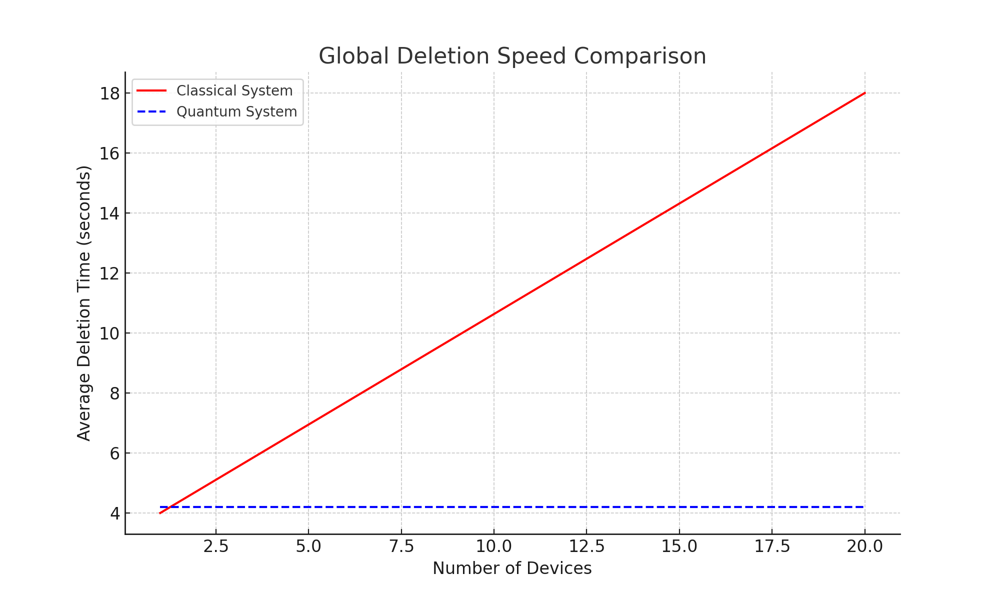 Global Deletion Speed Comparison
Classical System
Quantum System
18
16
14
12
10
8
6
4
Average Deletion Time (seconds)
2.5 5.0 7.5 10.0 12.5 15.0 17.5 20.0
Number of Devices